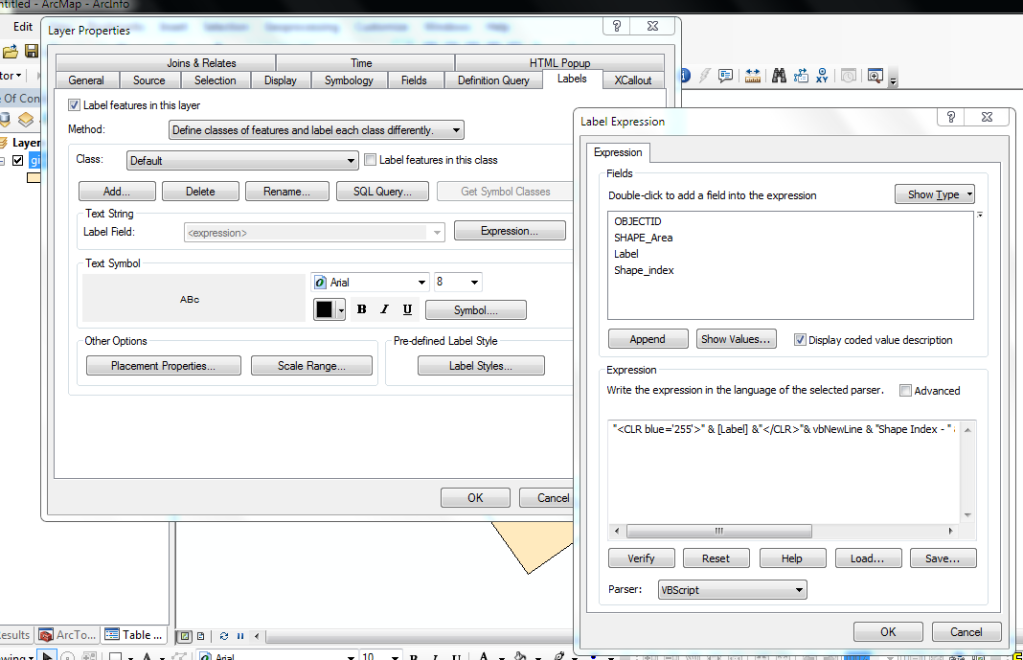 ntitled - ArcMap - ArcInfo
Edit
Layer Properties
Joins & Relates Time HTML Popup
General Source Selection Display Symbology Fields Definition Query Labels XCallout
Label features in this layer
Method: Define classes of features and label each class differently.
Class: Default Label features in this class
Add... Delete Rename... SQL Query... Get Symbol Classes
Text String
Label Field: <expression> Expression...
Text Symbol
ABc
Arial 8
B I U Symbol....
Other Options
Placement Properties... Scale Range...
Pre-defined Label Style
Label Styles...
OK Cancel
tor
Of Con
Layer
gi
Label Expression
Expression
Fields
Double-click to add a field into the expression Show Type
OBJECTID
SHAPE_Area
Label
Shape_index
Append Show Values... Display coded value description
Expression
Write the expression in the language of the selected parser. Advanced
"<CLR blue='255'>" & [Label] &"</CLR>"& vbNewLine & "Shape Index - " &
Verify Reset Help Load... Save...
Parser: VBScript
OK Cancel
esults ArcTo... Table ...
wing A Arial 10 B I U A